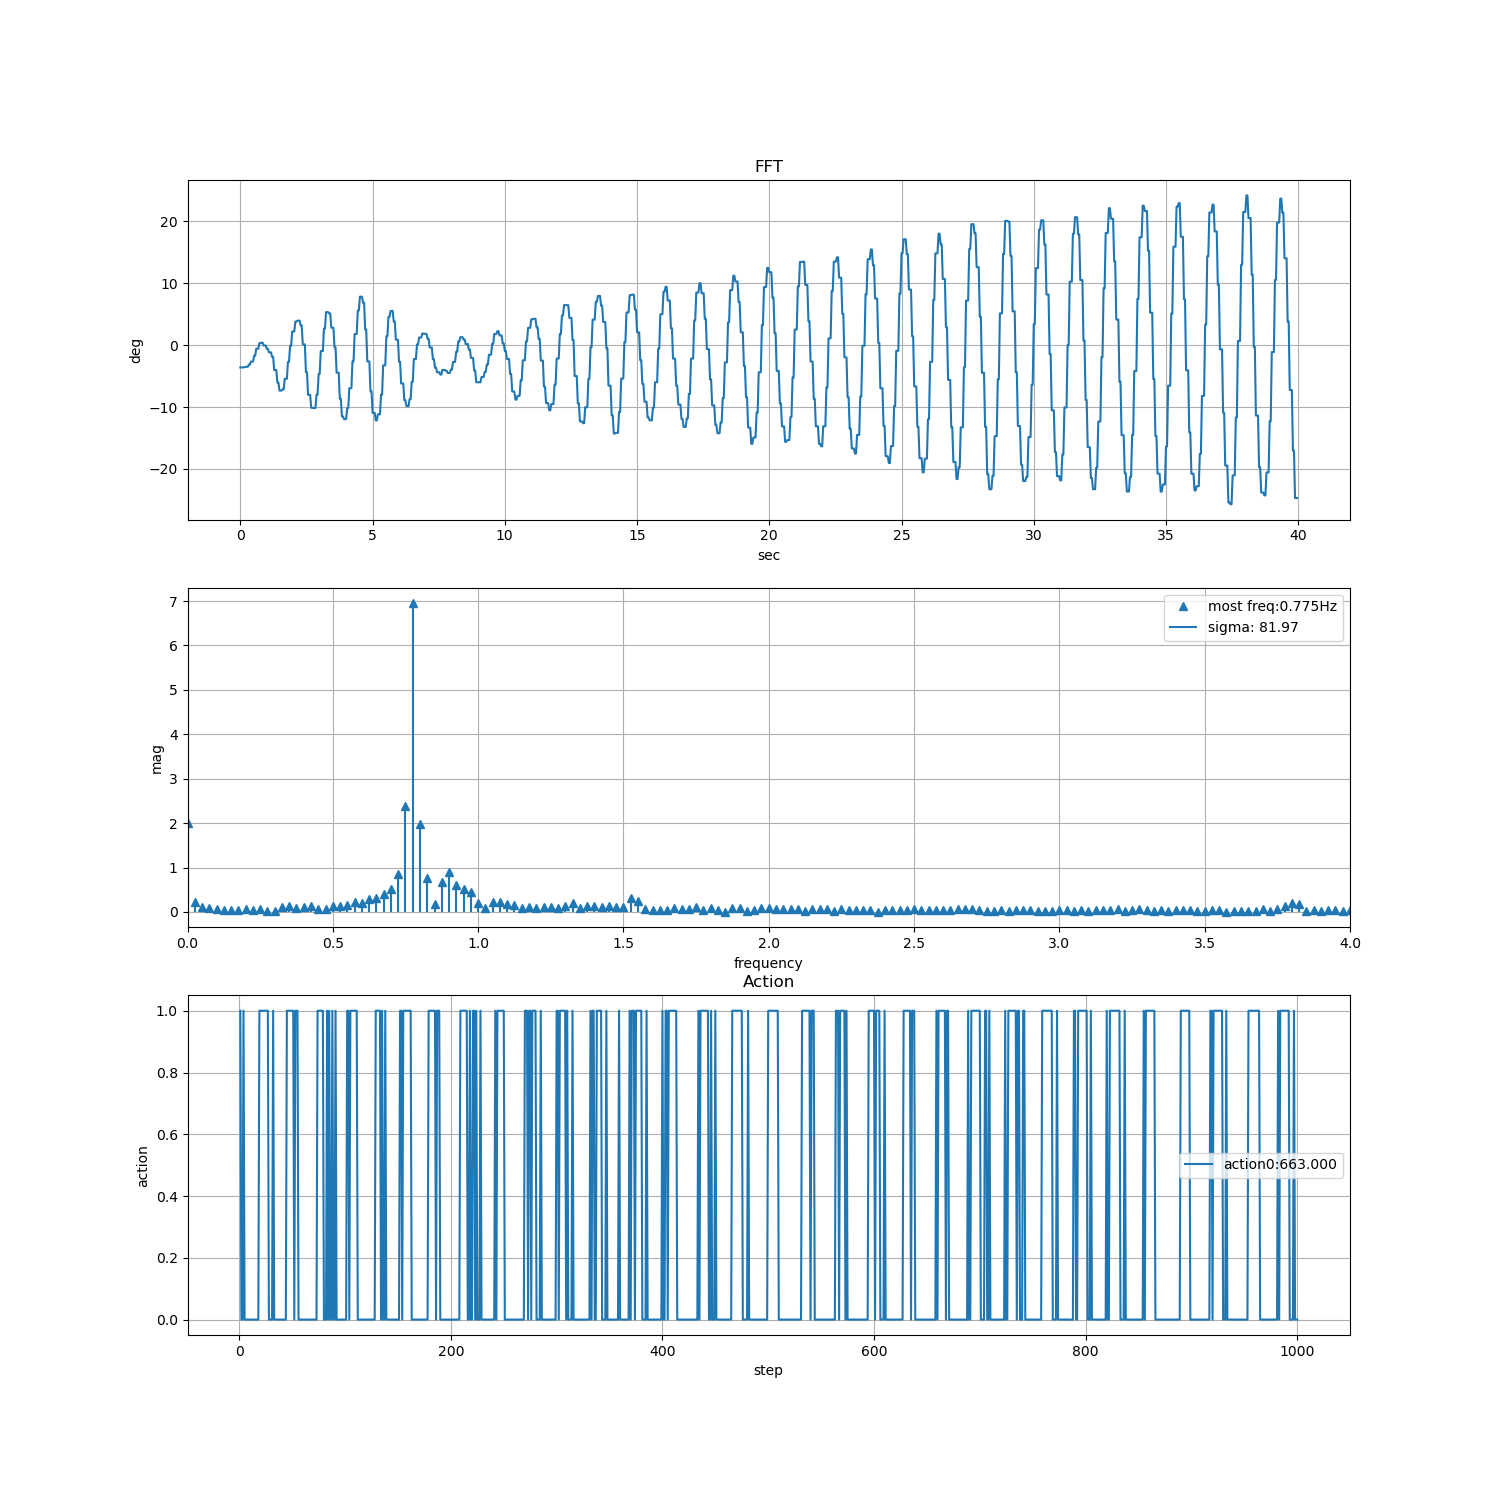 FFT
20
10
0
−10
−20
deg
0 5 10 15 20 25 30 35 40
sec
7
6
5
4
3
2
1
0
mag
most freq:0.775Hz
sigma: 81.97
0.0 0.5 1.0 1.5 2.0 2.5 3.0 3.5 4.0
frequency
Action
1.0
0.8
0.6
0.4
0.2
0.0
action
action0:663.000
0 200 400 600 800 1000
step